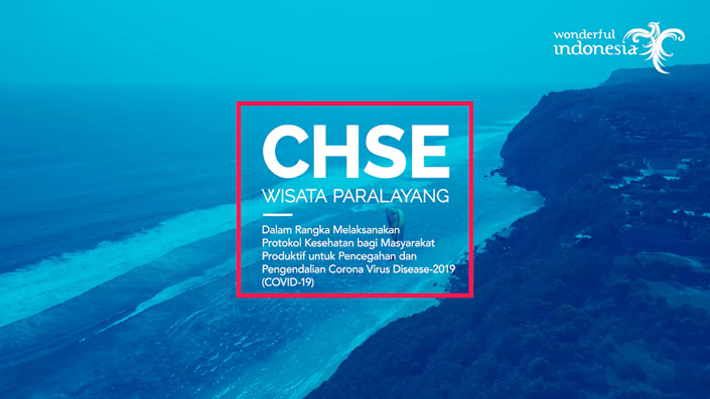 wonderful
indonesia
CHSE
WISATA PARALAYANG
Dalam Rangka Melaksanakan
Protokol Kesehatan bagi Masyarakat
Produktif untuk Pencegahan dan
Pengendalian Corona Virus Disease-2019
(COVID-19)